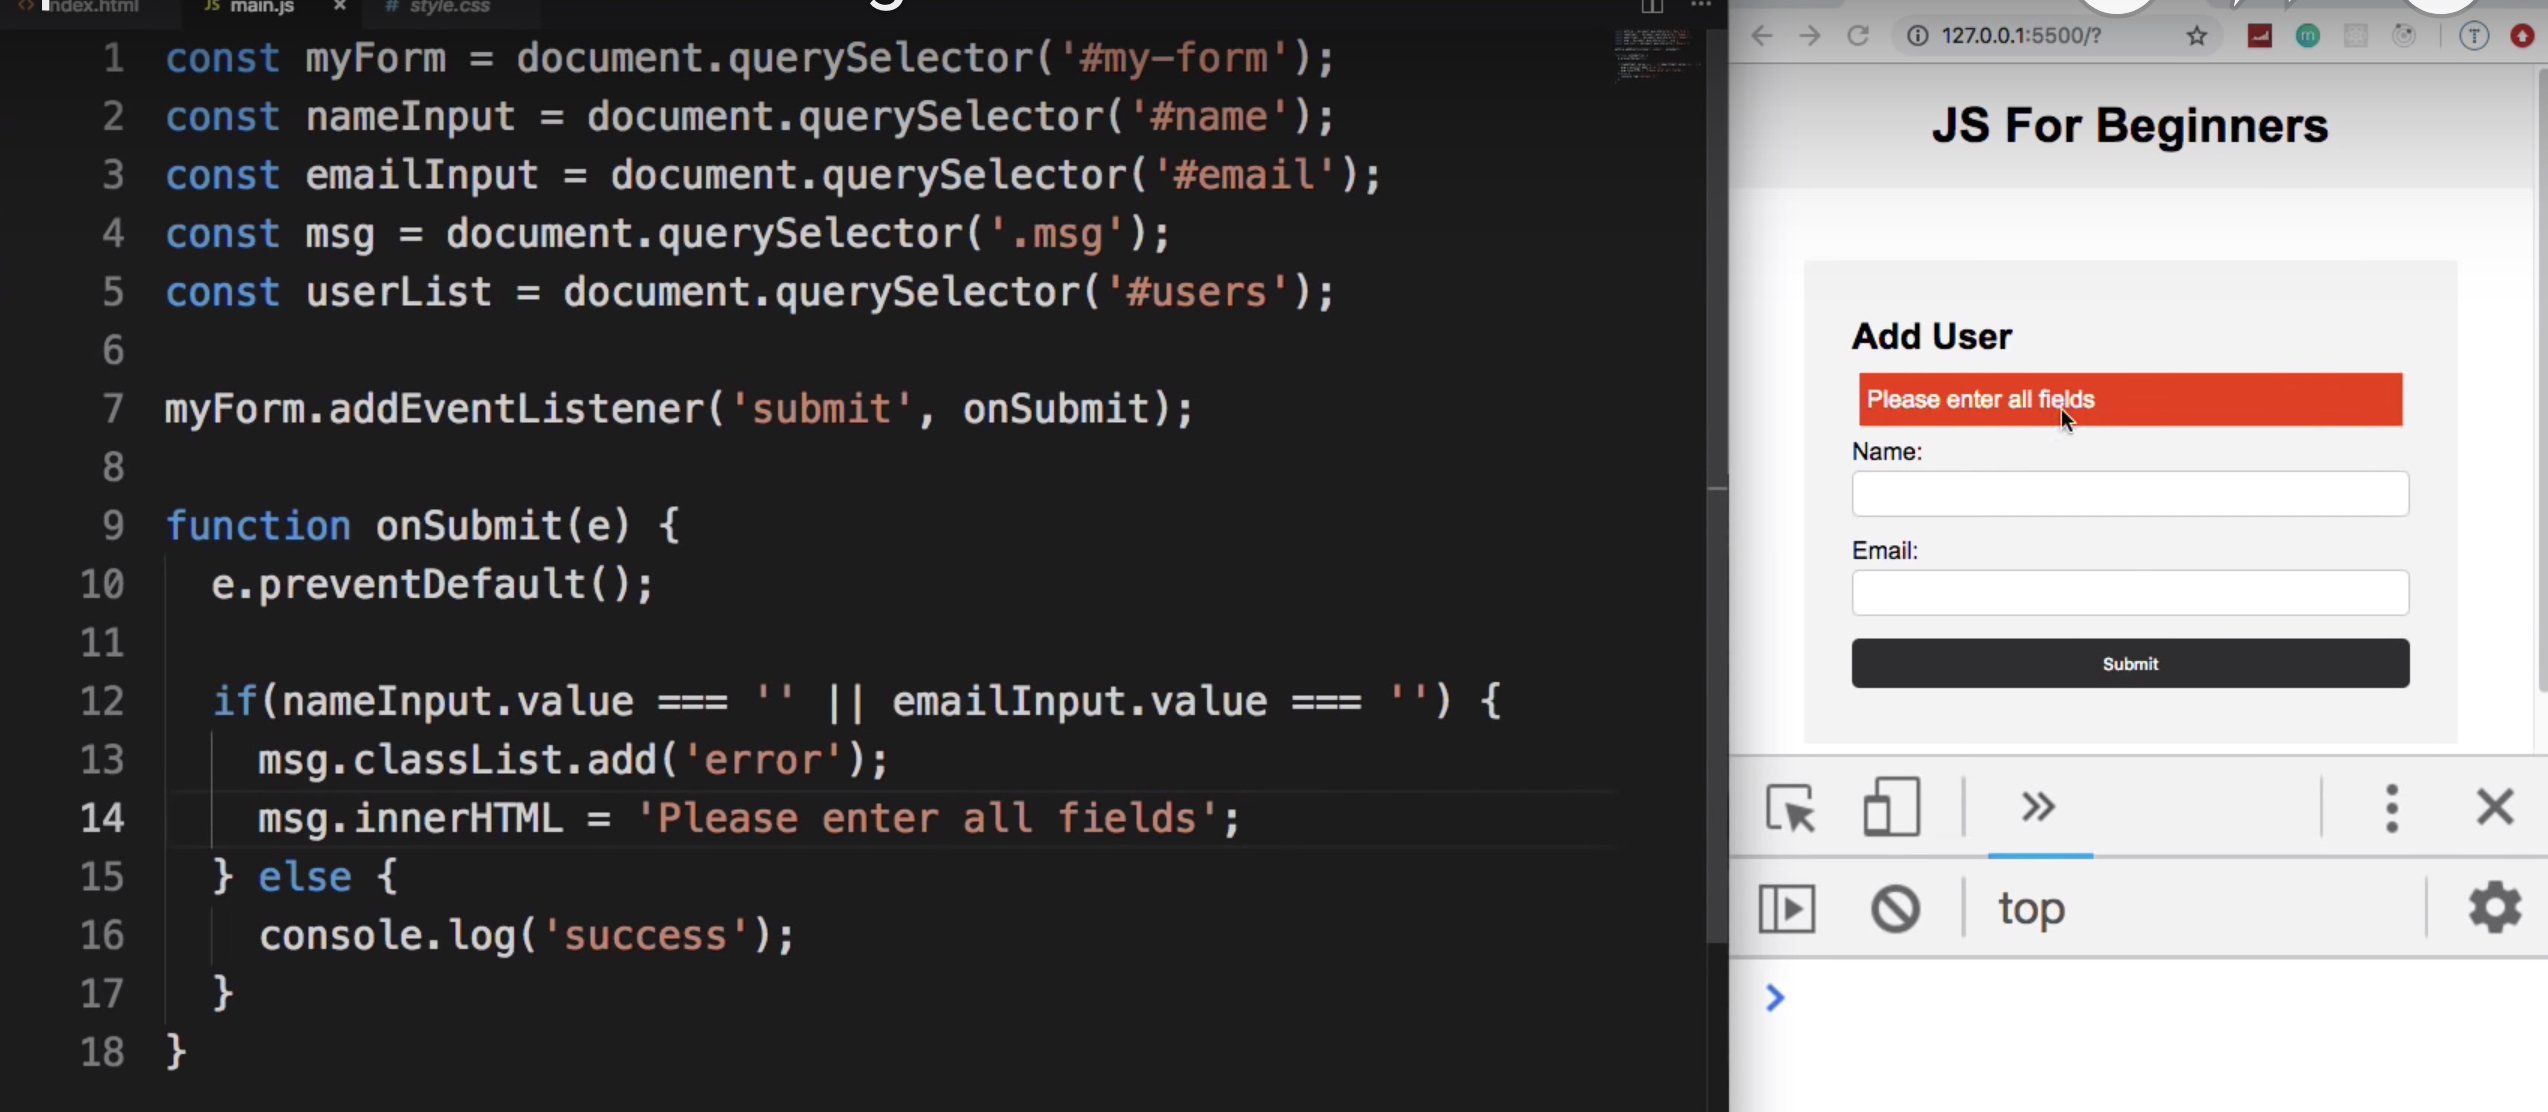 index.html
JS main.js
# style.css
1 const myForm = document.querySelector('#my-form');
2 const nameInput = document.querySelector('#name');
3 const emailInput = document.querySelector('#email');
4 const msg = document.querySelector('.msg');
5 const userList = document.querySelector('#users');
6
7 myForm.addEventListener('submit', onSubmit);
8
9 function onSubmit(e) {
10 e.preventDefault();
11
12 if(nameInput.value === '' || emailInput.value === '') {
13 msg.classList.add('error');
14 msg.innerHTML = 'Please enter all fields';
15 } else {
16 console.log('success');
17 }
18 }
127.0.0.1:5500/?
JS For Beginners
Add User
Please enter all fields
Name:
Email:
Submit
top